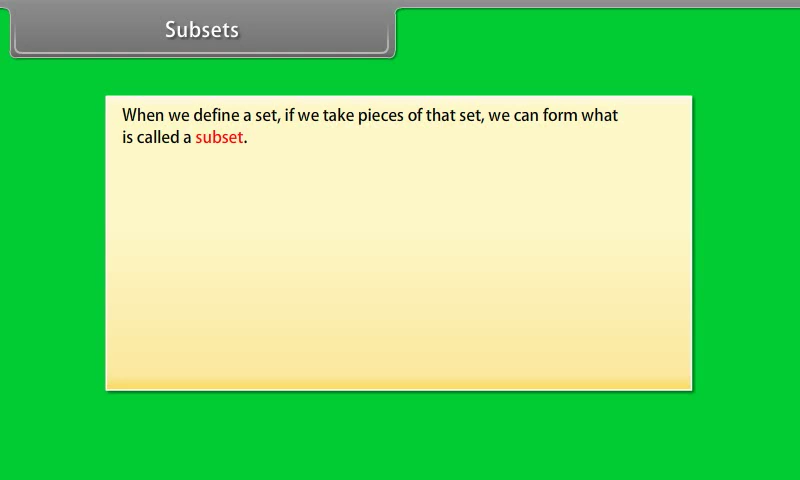 Subsets
When we define a set, if we take pieces of that set, we can form what
is called a subset.